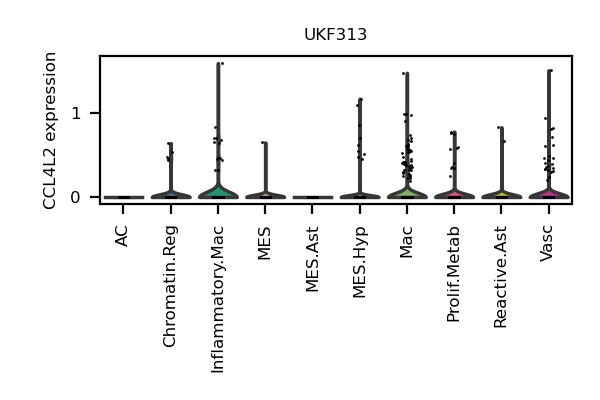 UKF313
CCL4L2 expression
1
0
AC
Chromatin.Reg
Inflammatory.Mac
MES
MES.Ast
MES.Hyp
Mac
Prolif.Metab
Reactive.Ast
Vasc